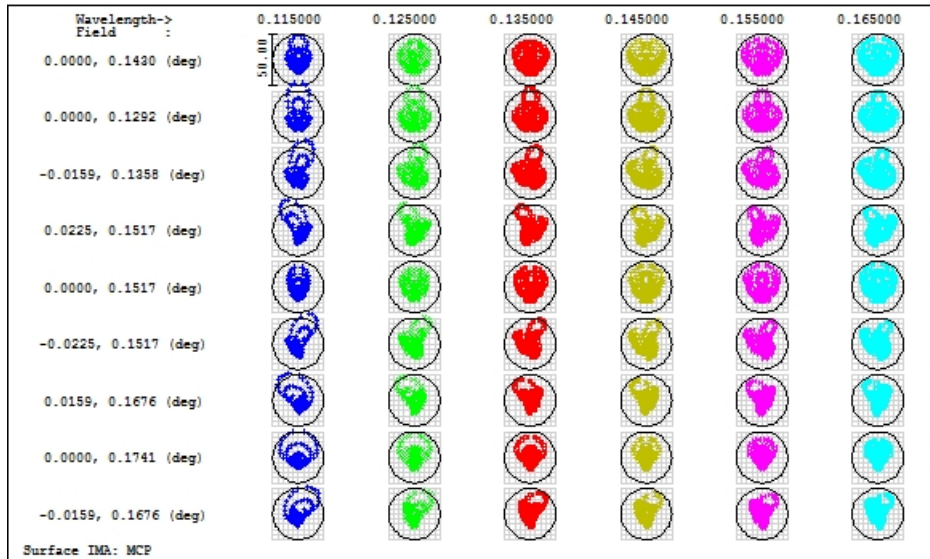 Wavelength-> 0.115000 0.125000 0.135000 0.145000 0.155000 0.165000
Field :
0.0000, 0.1430 (deg)
50.00
0.0000, 0.1292 (deg)
-0.0159, 0.1358 (deg)
0.0225, 0.1517 (deg)
0.0000, 0.1517 (deg)
-0.0225, 0.1517 (deg)
0.0159, 0.1676 (deg)
0.0000, 0.1741 (deg)
-0.0159, 0.1676 (deg)
Surface IMA: MCP